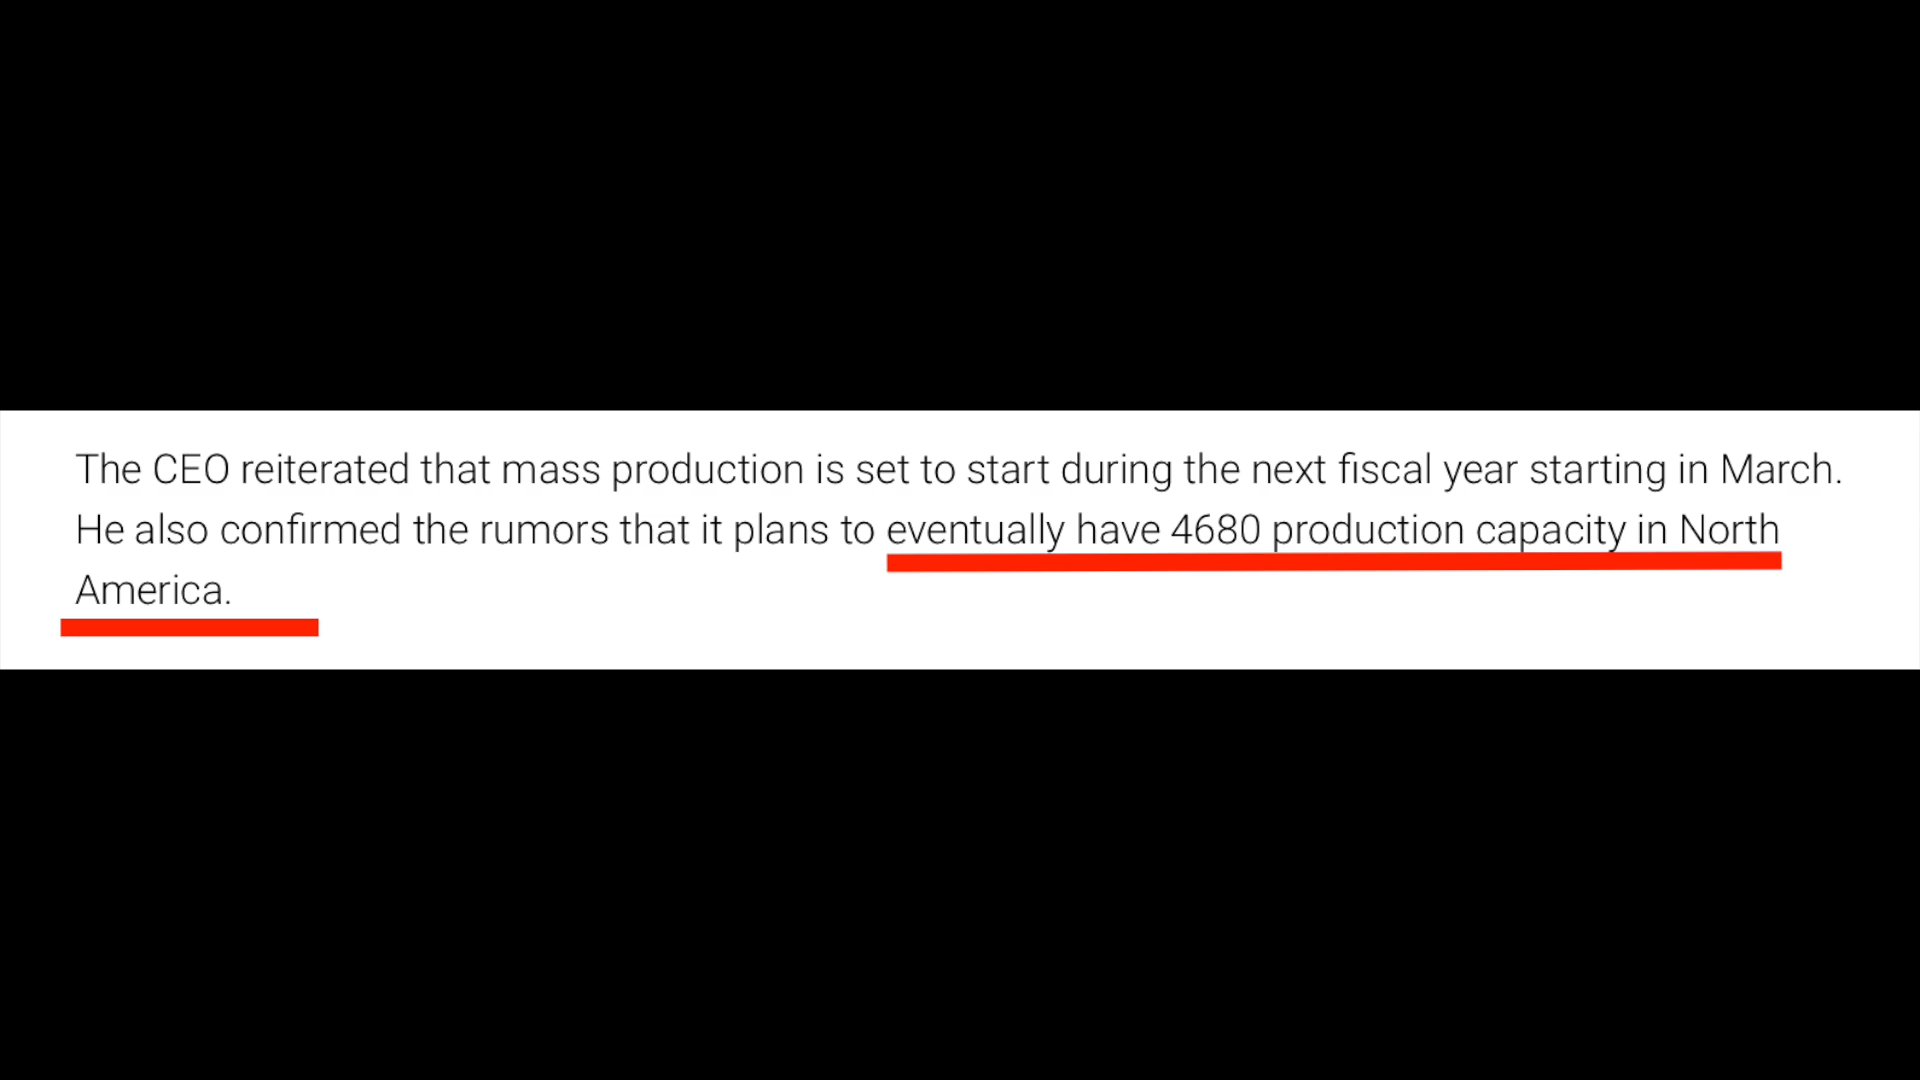 The CEO reiterated that mass production is set to start during the next fiscal year starting in March.
He also confirmed the rumors that it plans to eventually have 4680 production capacity in North
America.